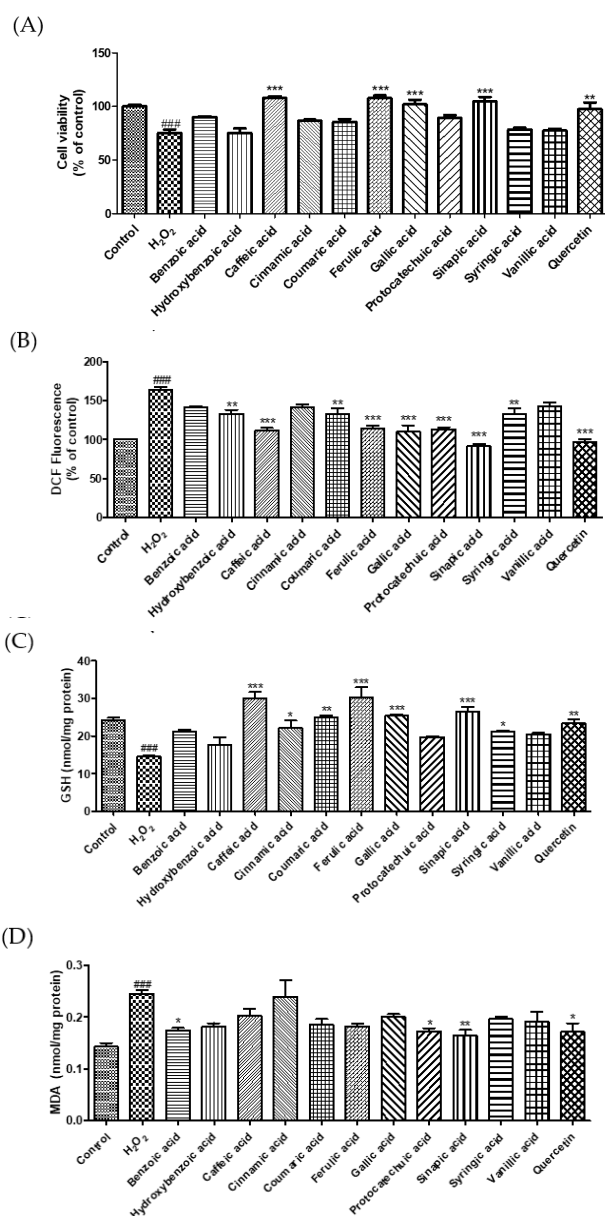 (A)
Cell viability
(% of control)
150
100
50
0
###
***
***
***
***
**
Control
H₂O₂
Benzoic acid
Hydroxybenzoic acid
Caffeic acid
Cinnamic acid
Coumaric acid
Ferulic acid
Gallic acid
Protocatechuic acid
Sinapic acid
Syringic acid
Vanillic acid
Quercetin
(B)
DCF Fluorescence
(% of control)
200
150
100
50
0
###
**
***
**
***
***
***
***
**
***
Control
H₂O₂
Benzoic acid
Hydroxybenzoic acid
Caffeic acid
Cinnamic acid
Coumaric acid
Ferulic acid
Gallic acid
Protocatechuic acid
Sinapic acid
Syringic acid
Vanillic acid
Quercetin
(C)
GSH (nmol/mg protein)
40
30
20
10
0
###
***
*
**
***
***
***
*
**
Control
H₂O₂
Benzoic acid
Hydroxybenzoic acid
Caffeic acid
Cinnamic acid
Coumaric acid
Ferulic acid
Gallic acid
Protocatechuic acid
Sinapic acid
Syringic acid
Vanillic acid
Quercetin
(D)
MDA (nmol/mg protein)
0.3
0.2
0.1
0.0
###
*
*
**
*
Control
H₂O₂
Benzoic acid
Hydroxybenzoic acid
Caffeic acid
Cinnamic acid
Coumaric acid
Ferulic acid
Gallic acid
Protocatechuic acid
Sinapic acid
Syringic acid
Vanillic acid
Quercetin